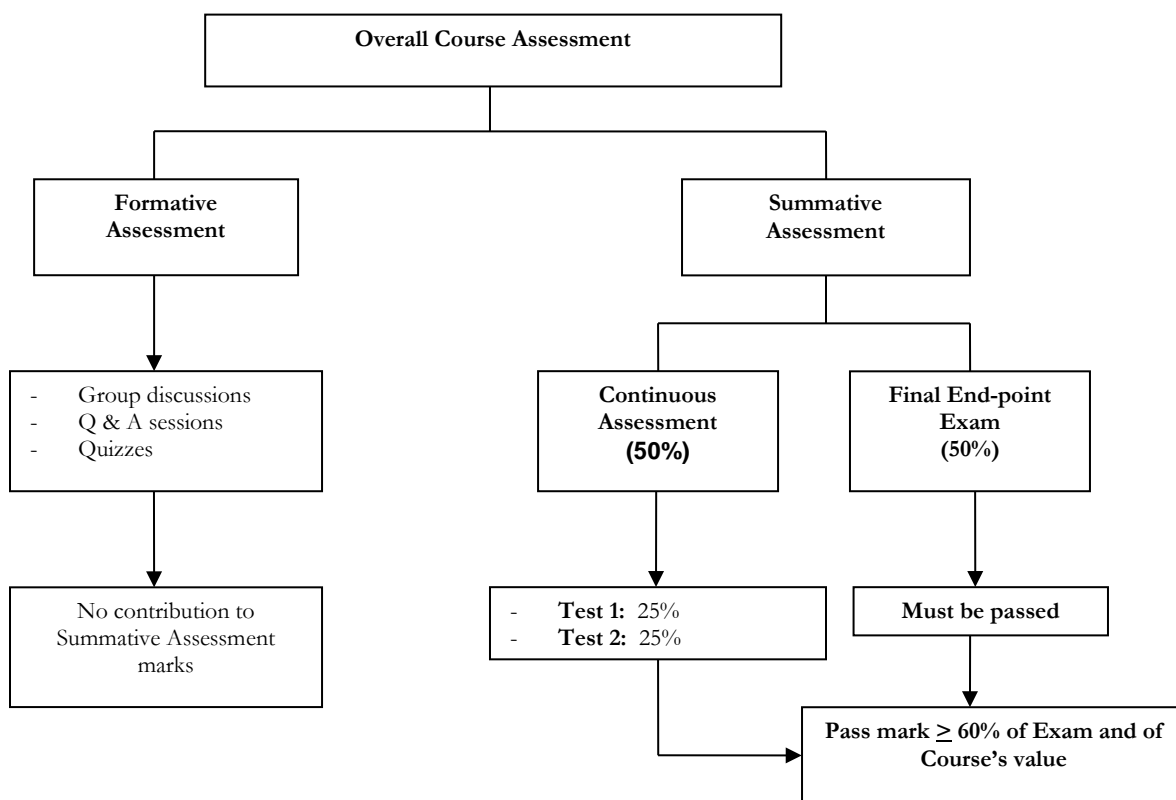 Overall Course Assessment
Formative
Assessment
Summative
Assessment
- Group discussions
- Q & A sessions
- Quizzes
Continuous
Assessment
(50%)
Final End-point
Exam
(50%)
No contribution to
Summative Assessment
marks
- Test 1: 25%
- Test 2: 25%
Must be passed
Pass mark ≥ 60% of Exam and of
Course’s value